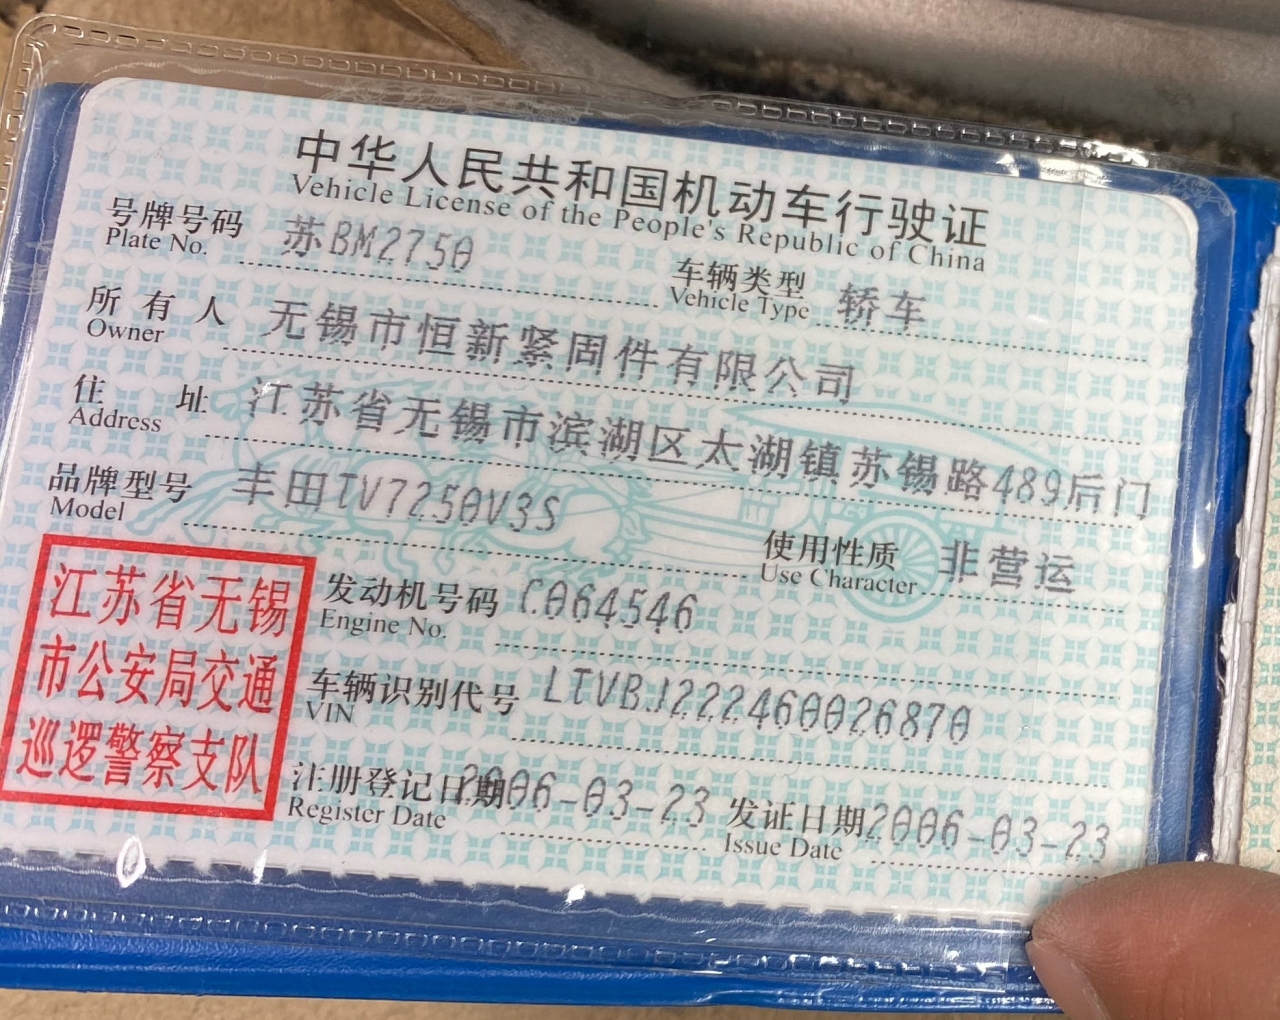 中华人民共和国机动车行驶证
Vehicle License of the People's Republic of China
号牌号码 苏BM2750
Plate No.
车辆类型 轿车
Vehicle Type
所有人 无锡市恒新紧固件有限公司
Owner
住址 江苏省无锡市滨湖区太湖镇苏锡路489后门
Address
品牌型号 丰田TV7250V3S
Model
使用性质 非营运
Use Character
江苏省无锡
市公安局交通
巡逻警察支队
发动机号码 C064546
Engine No.
车辆识别代号 LTVBJ222460026870
VIN
注册登记日期 2006-03-23
Register Date
发证日期 2006-03-23
Issue Date